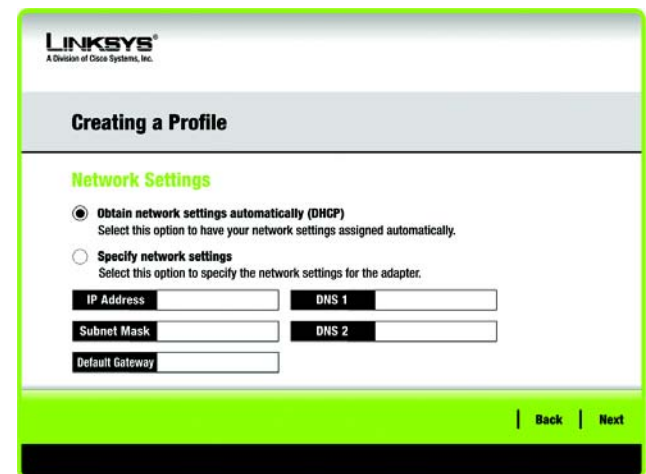 LINKSYS®
A Division of Cisco Systems, Inc.
Creating a Profile
Network Settings
Obtain network settings automatically (DHCP)
Select this option to have your network settings assigned automatically.
Specify network settings
Select this option to specify the network settings for the adapter.
IP Address
DNS 1
Subnet Mask
DNS 2
Default Gateway
Back
Next